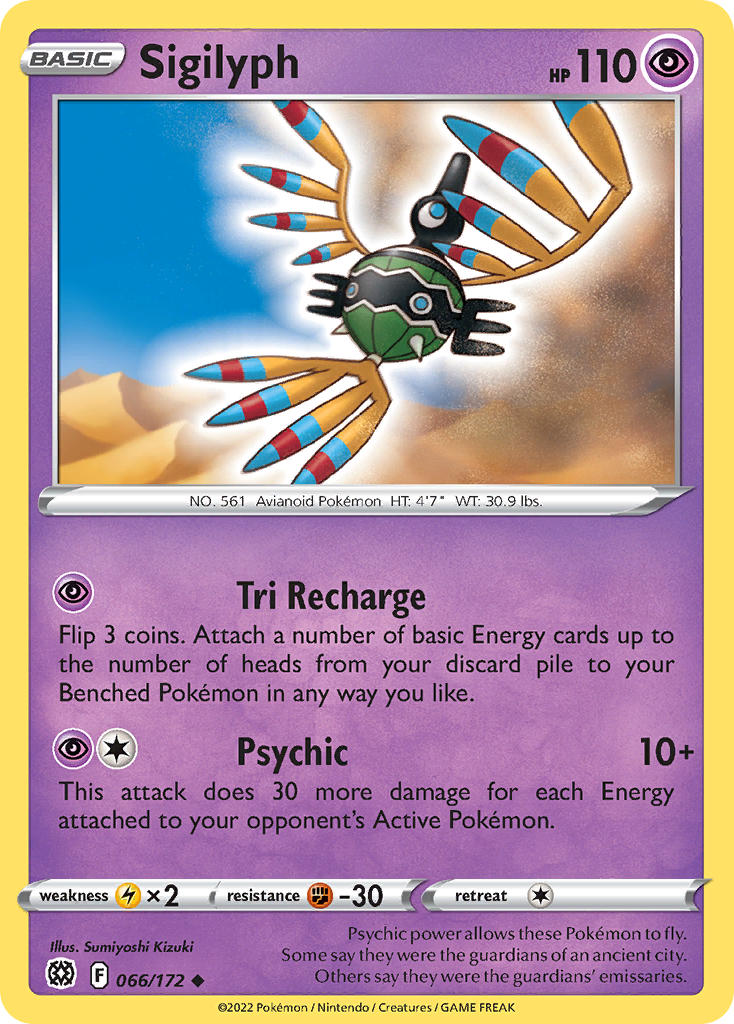 BASIC Sigilyph HP 110
NO. 561 Avianoid Pokémon HT: 4'7" WT: 30.9 lbs.
Tri Recharge
Flip 3 coins. Attach a number of basic Energy cards up to
the number of heads from your discard pile to your
Benched Pokémon in any way you like.
Psychic 10+
This attack does 30 more damage for each Energy
attached to your opponent's Active Pokémon.
weakness ×2 resistance -30 retreat
Illus. Sumiyoshi Kizuki
F 066/172
Psychic power allows these Pokémon to fly.
Some say they were the guardians of an ancient city.
Others say they were the guardians' emissaries.
©2022 Pokémon / Nintendo / Creatures / GAME FREAK